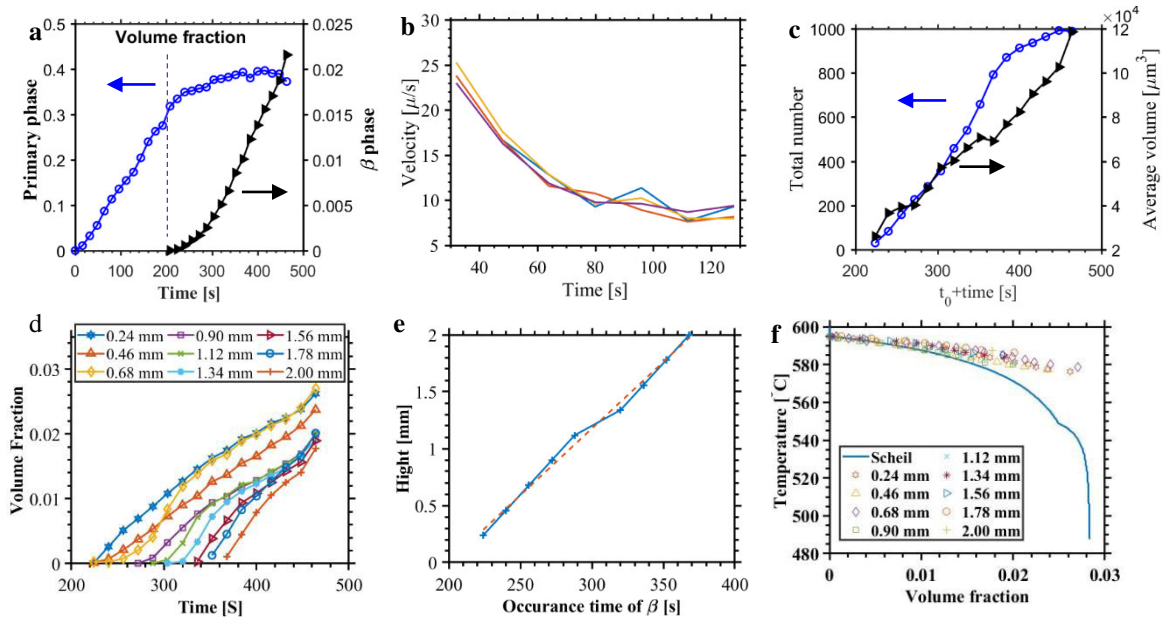 a
Volume fraction
0.5
0.4
0.3
0.2
0.1
0
Primary phase
0.025
0.02
0.015
0.01
0.005
0
β phase
0 100 200 300 400 500
Time [s]
b
30
25
20
15
10
5
Velocity [µ/s]
40 60 80 100 120
Time [s]
c
×10⁴
1000
800
600
400
200
0
Total number
12
10
8
6
4
2
Average volume [µm³]
200 300 400 500
t₀+time [s]
d
0.24 mm 0.90 mm 1.56 mm
0.46 mm 1.12 mm 1.78 mm
0.68 mm 1.34 mm 2.00 mm
0.03
0.02
0.01
0
Volume Fraction
200 300 400 500
Time [S]
e
2
1.5
1
0.5
0
Hight [mm]
200 250 300 350 400
Occurance time of β [s]
f
600
580
560
540
520
500
480
Temperature [°C]
Scheil 1.12 mm
0.24 mm 1.34 mm
0.46 mm 1.56 mm
0.68 mm 1.78 mm
0.90 mm 2.00 mm
0 0.01 0.02 0.03
Volume fraction